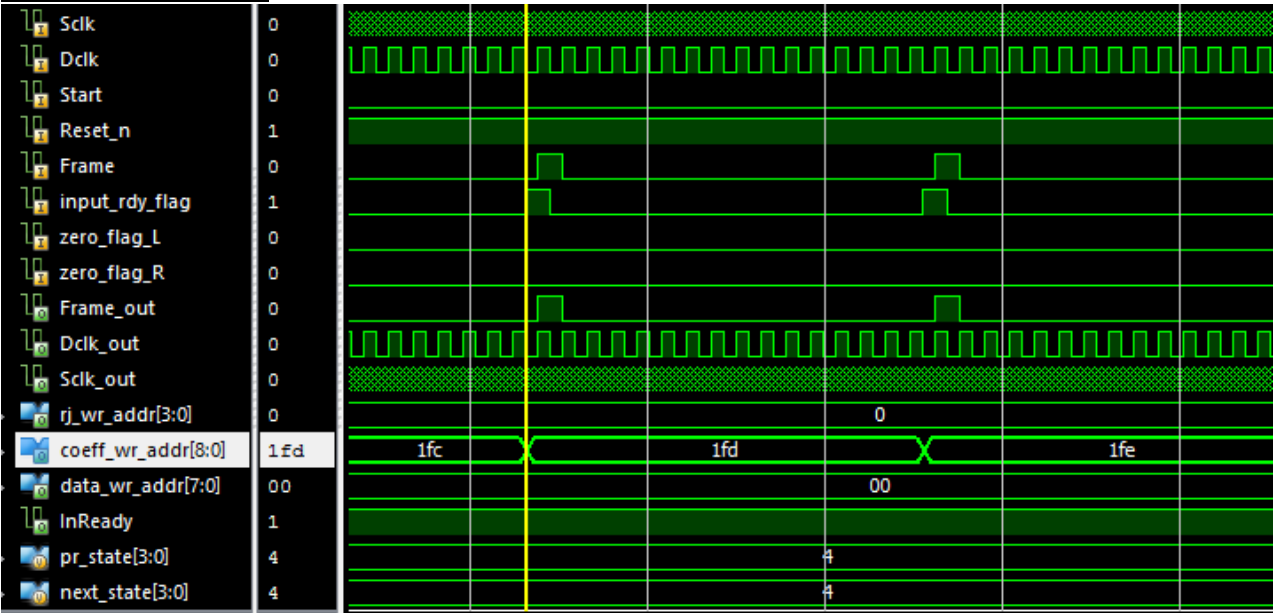 Sclk 0
Dclk 0
Start 0
Reset_n 1
Frame 0
input_rdy_flag 1
zero_flag_L 0
zero_flag_R 0
Frame_out 0
Dclk_out 0
Sclk_out 0
rj_wr_addr[3:0] 0 0
coeff_wr_addr[8:0] 1fd 1fc 1fd 1fe
data_wr_addr[7:0] 00 00
InReady 1
pr_state[3:0] 4 4
next_state[3:0] 4 4